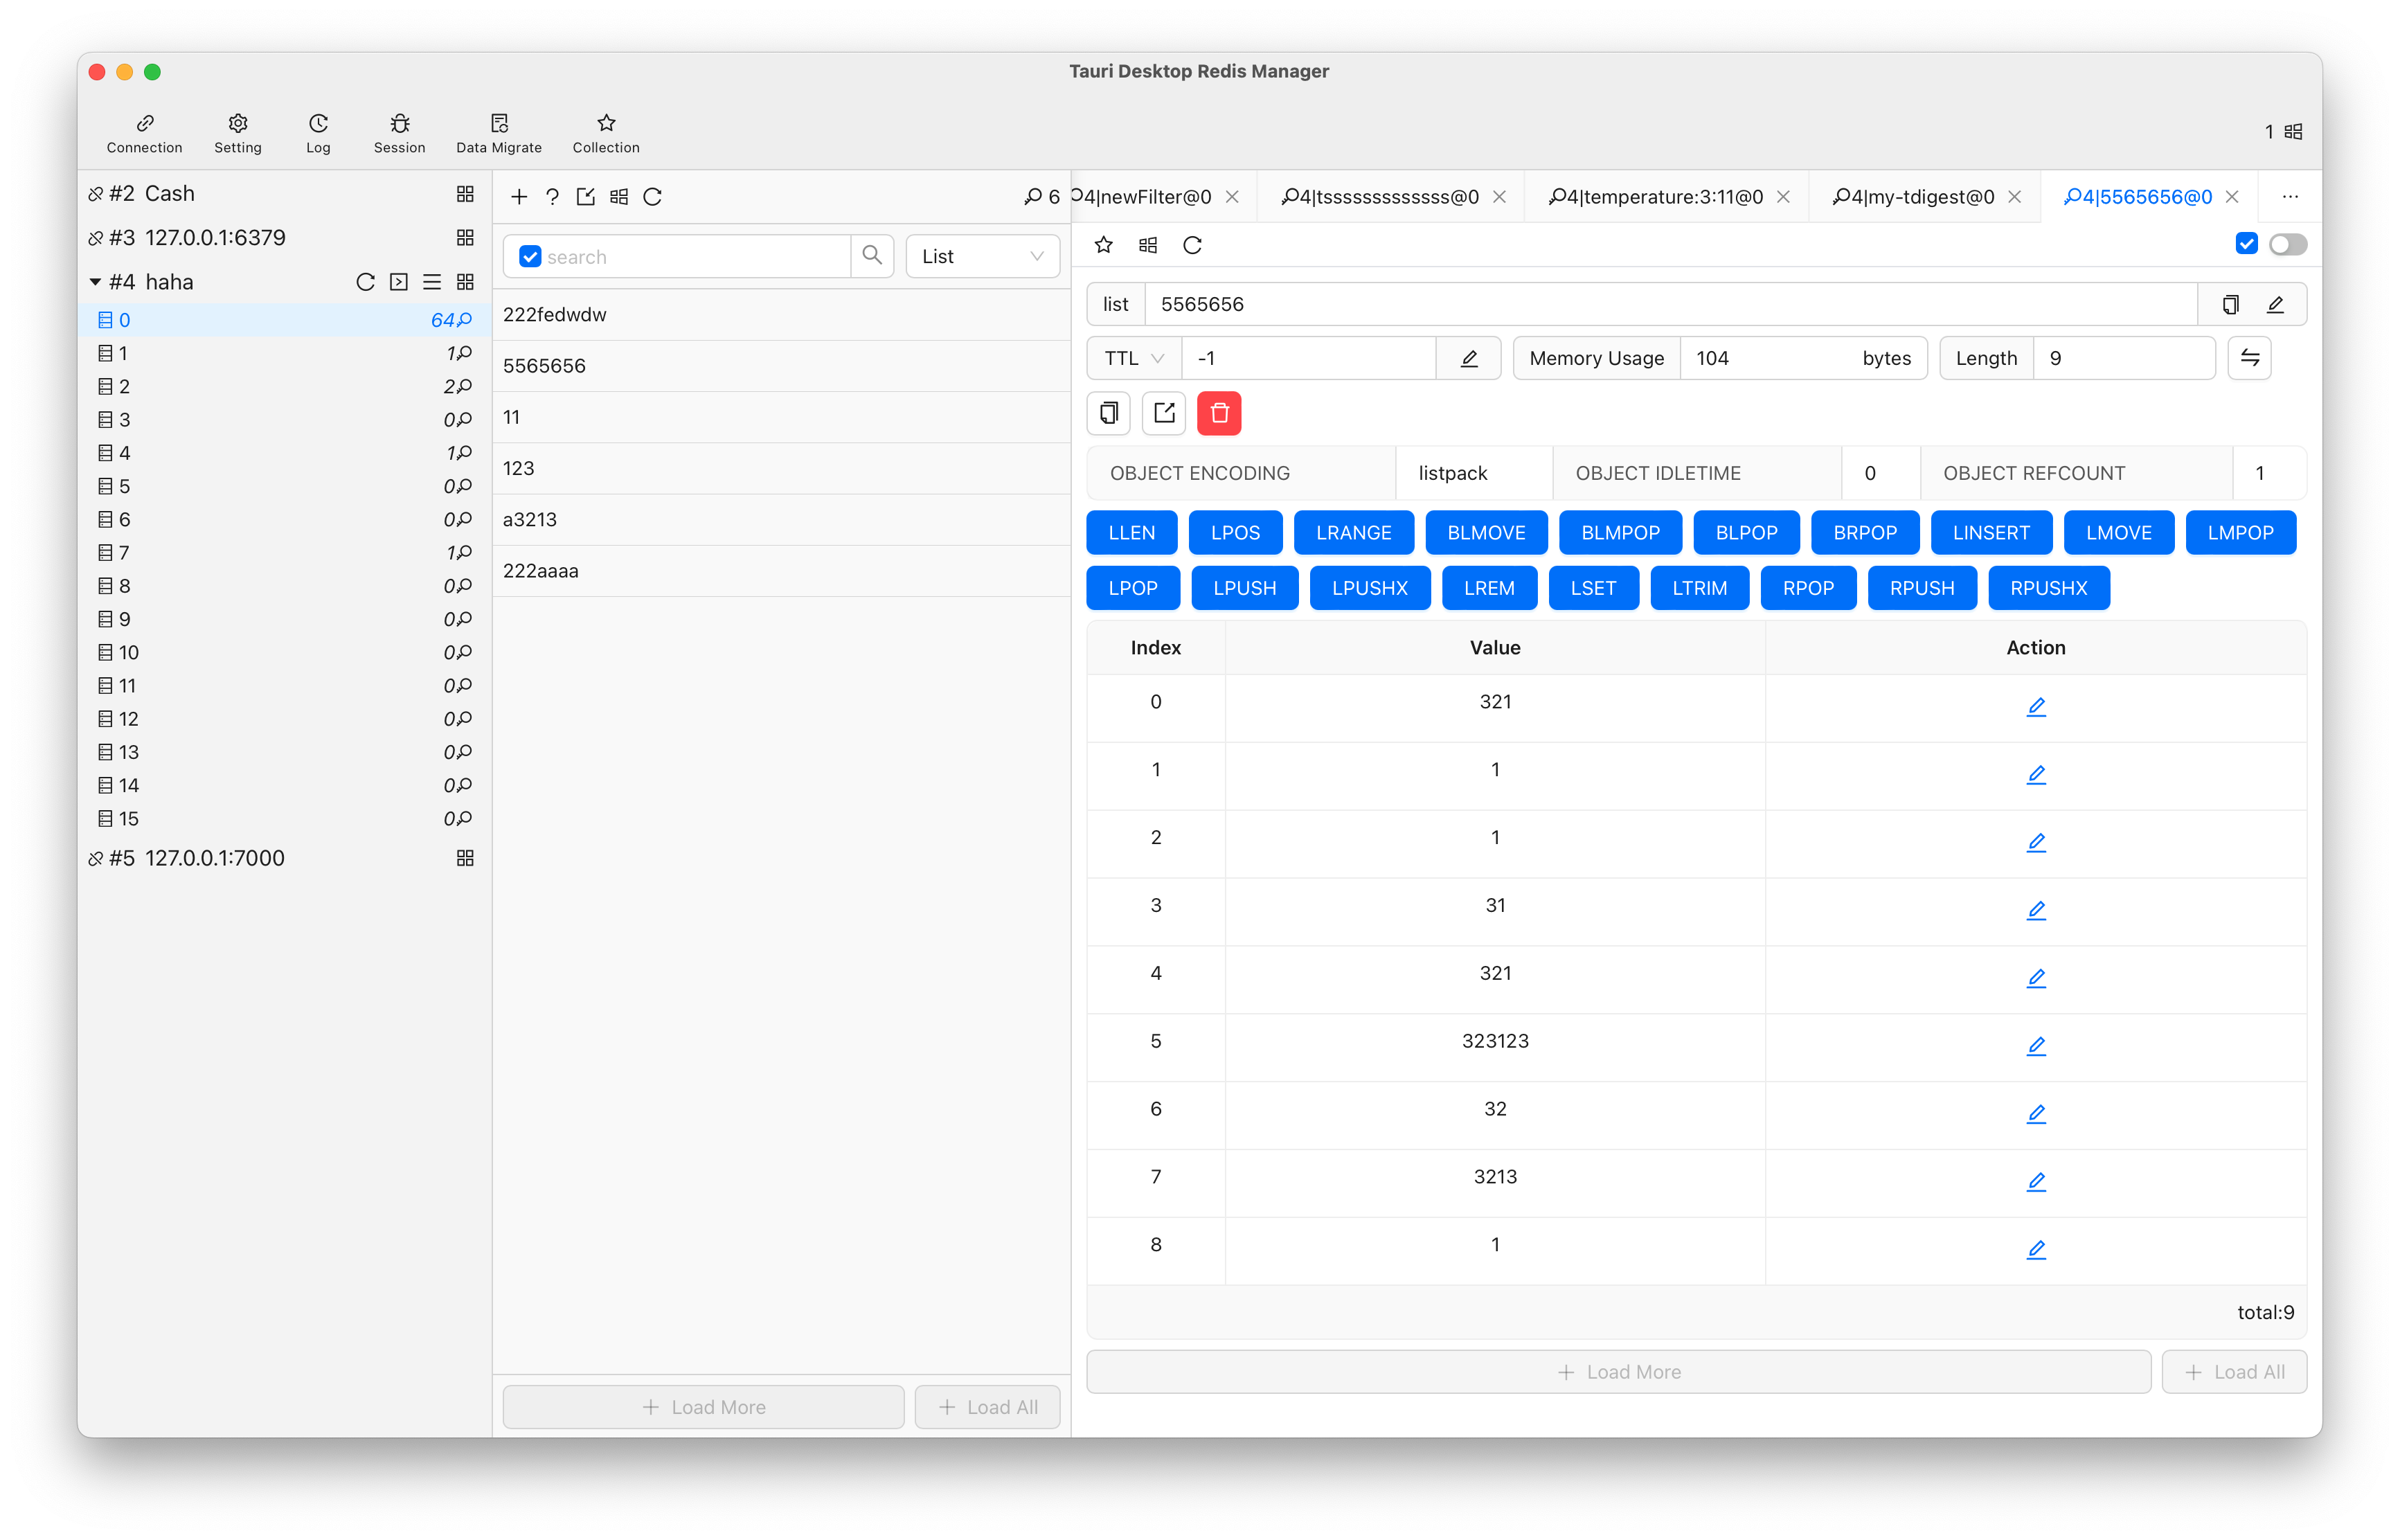 Tauri Desktop Redis Manager
Connection Setting Log Session Data Migrate Collection
1
#2 Cash
#3 127.0.0.1:6379
#4 haha
0 64
1 1
2 2
3 0
4 1
5 0
6 0
7 1
8 0
9 0
10 0
11 0
12 0
13 0
14 0
15 0
#5 127.0.0.1:7000
6
search
List
222fedwdw
5565656
11
123
a3213
222aaaa
Load More Load All
4|newFilter@0 4|tsssssssssssss@0 4|temperature:3:11@0 4|my-tdigest@0 4|5565656@0 ...
list 5565656
TTL -1 Memory Usage 104 bytes Length 9
OBJECT ENCODING listpack OBJECT IDLETIME 0 OBJECT REFCOUNT 1
LLEN LPOS LRANGE BLMOVE BLMPOP BLPOP BRPOP LINSERT LMOVE LMPOP
LPOP LPUSH LPUSHX LREM LSET LTRIM RPOP RPUSH RPUSHX
Index Value Action
0 321
1 1
2 1
3 31
4 321
5 323123
6 32
7 3213
8 1
total:9
Load More Load All